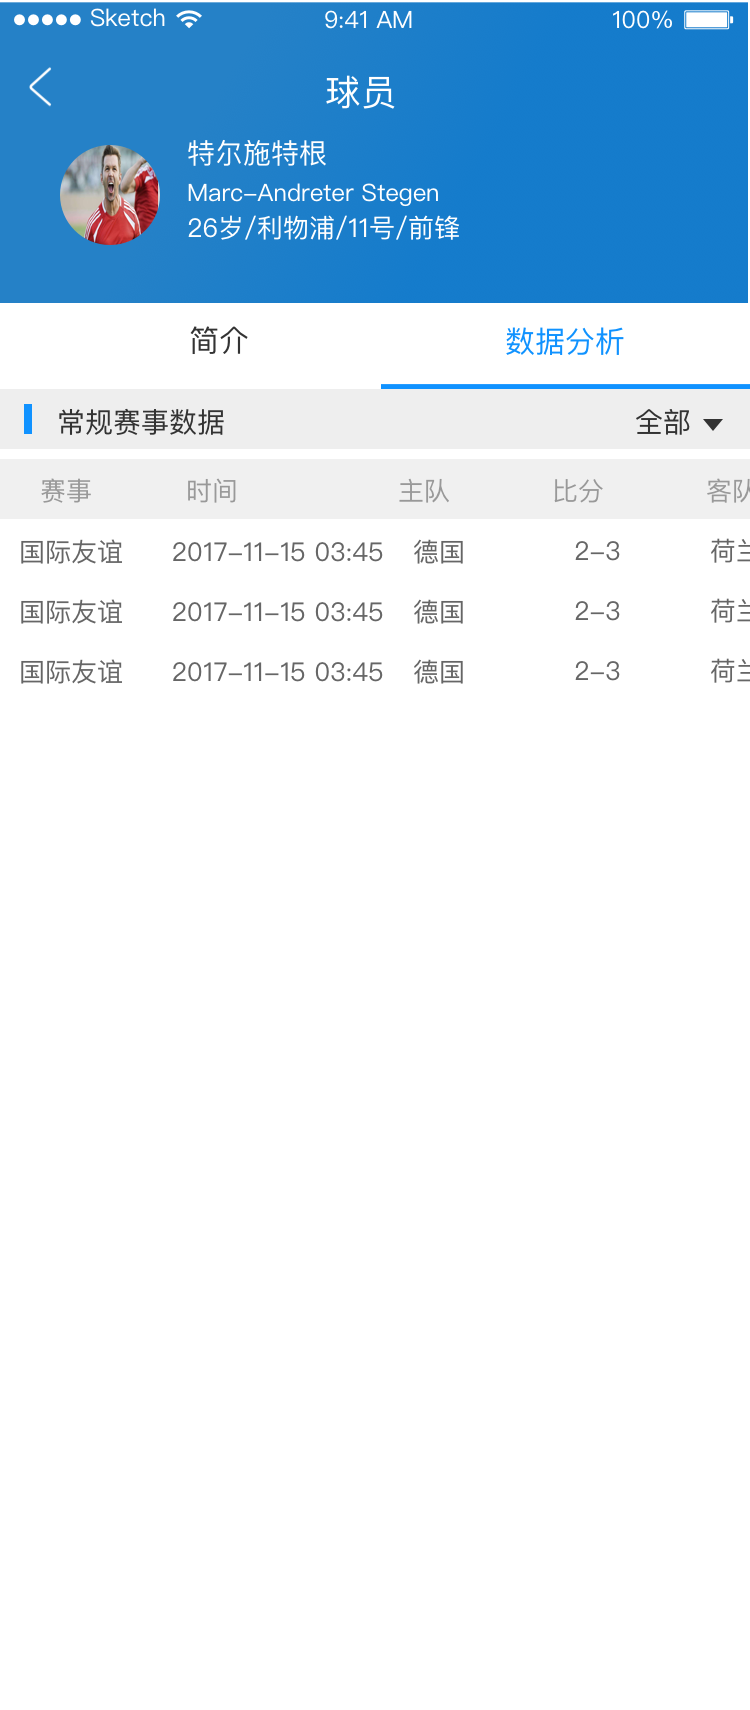 Sketch 9:41 AM 100%
球员
特尔施特根
Marc-Andreter Stegen
26岁/利物浦/11号/前锋
简介 数据分析
常规赛事数据 全部
赛事 时间 主队 比分 客队
国际友谊 2017-11-15 03:45 德国 2-3 荷兰
国际友谊 2017-11-15 03:45 德国 2-3 荷兰
国际友谊 2017-11-15 03:45 德国 2-3 荷兰